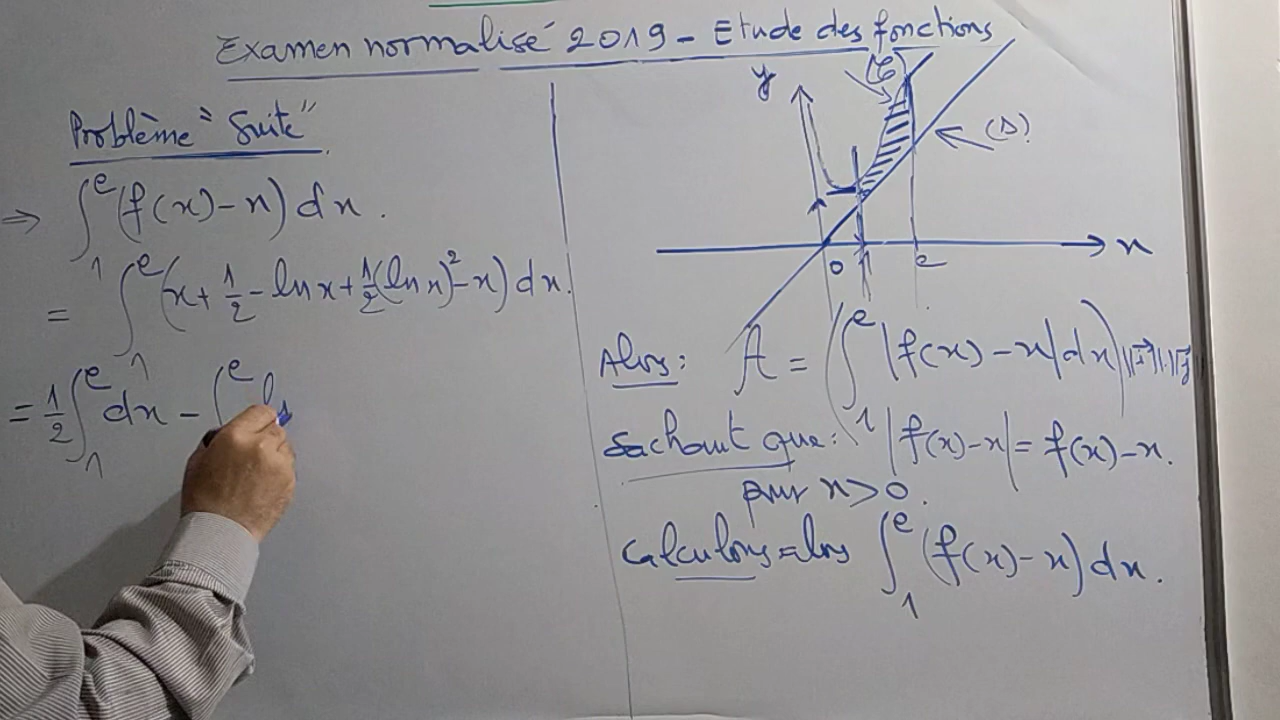 Examen normalisé 2019 - Etude des fonctions
Problème "Suite"
⇒ ∫₁ᵉ (f(x)-x) dx.
= ∫₁ᵉ (x + 1/2 - ln x + 1/2 (ln x)² - x) dx.
= 1/2 ∫₁ᵉ dx - ∫ᵉ ln
y
(C)
(D)
x
0 1 e
Alors: A = (∫₁ᵉ |f(x) - x| dx) ‖i‖.‖j‖
Sachant que: |f(x)-x| = f(x)-x.
pour x > 0.
Calculons alors ∫₁ᵉ (f(x)-x) dx.